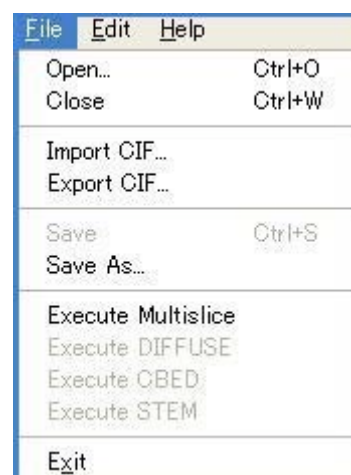 File Edit Help
Open... Ctrl+O
Close Ctrl+W
Import CIF...
Export CIF...
Save Ctrl+S
Save As...
Execute Multislice
Execute DIFFUSE
Execute CBED
Execute STEM
Exit